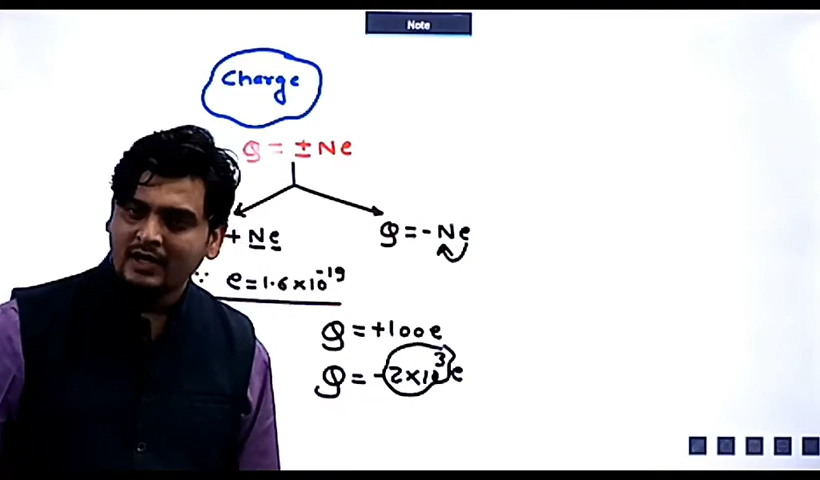 Note
Charge
Q = ± Ne
+ Ne
Q = - Ne
∵ e = 1.6×10⁻¹⁹
Q = +100e
Q = -2×10³e